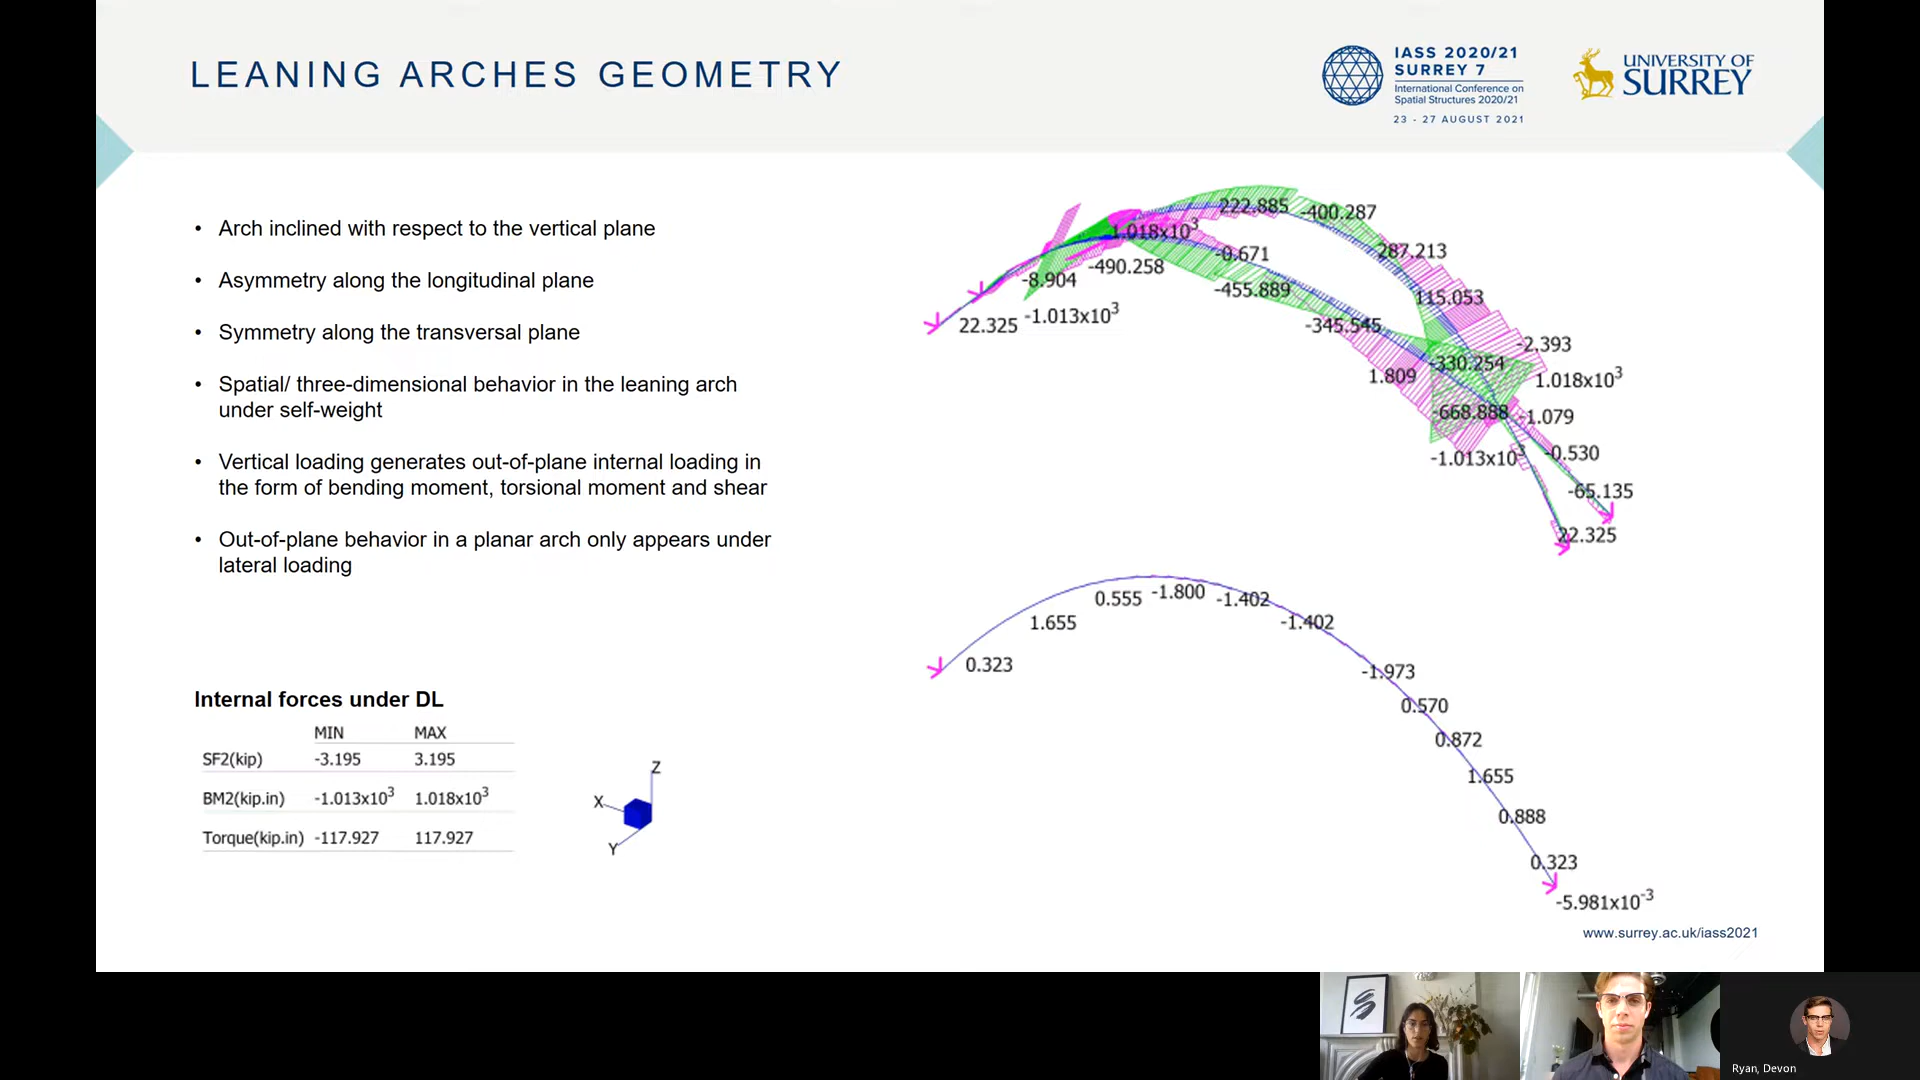 LEANING ARCHES GEOMETRY
IASS 2020/21
SURREY 7
International Conference on
Spatial Structures 2020/21
23 - 27 AUGUST 2021
UNIVERSITY OF
SURREY
• Arch inclined with respect to the vertical plane
• Asymmetry along the longitudinal plane
• Symmetry along the transversal plane
• Spatial/ three-dimensional behavior in the leaning arch
under self-weight
• Vertical loading generates out-of-plane internal loading in
the form of bending moment, torsional moment and shear
• Out-of-plane behavior in a planar arch only appears under
lateral loading
Internal forces under DL
MIN MAX
SF2(kip) -3.195 3.195
BM2(kip.in) -1.013x10³ 1.018x10³
Torque(kip.in) -117.927 117.927
Z
X
Y
222.885
-400.287
1.018x10³
287.213
-0.671
-490.258
-8.904
-455.889
115.053
-1.013x10³
22.325
-345.545
-2.393
-330.254
1.809
1.018x10³
-668.888
-1.079
-1.013x10³
-0.530
-65.135
22.325
0.555
-1.800
-1.402
1.655
-1.402
0.323
-1.973
0.570
0.872
1.655
0.888
0.323
-5.981x10⁻³
www.surrey.ac.uk/iass2021
Ryan, Devon